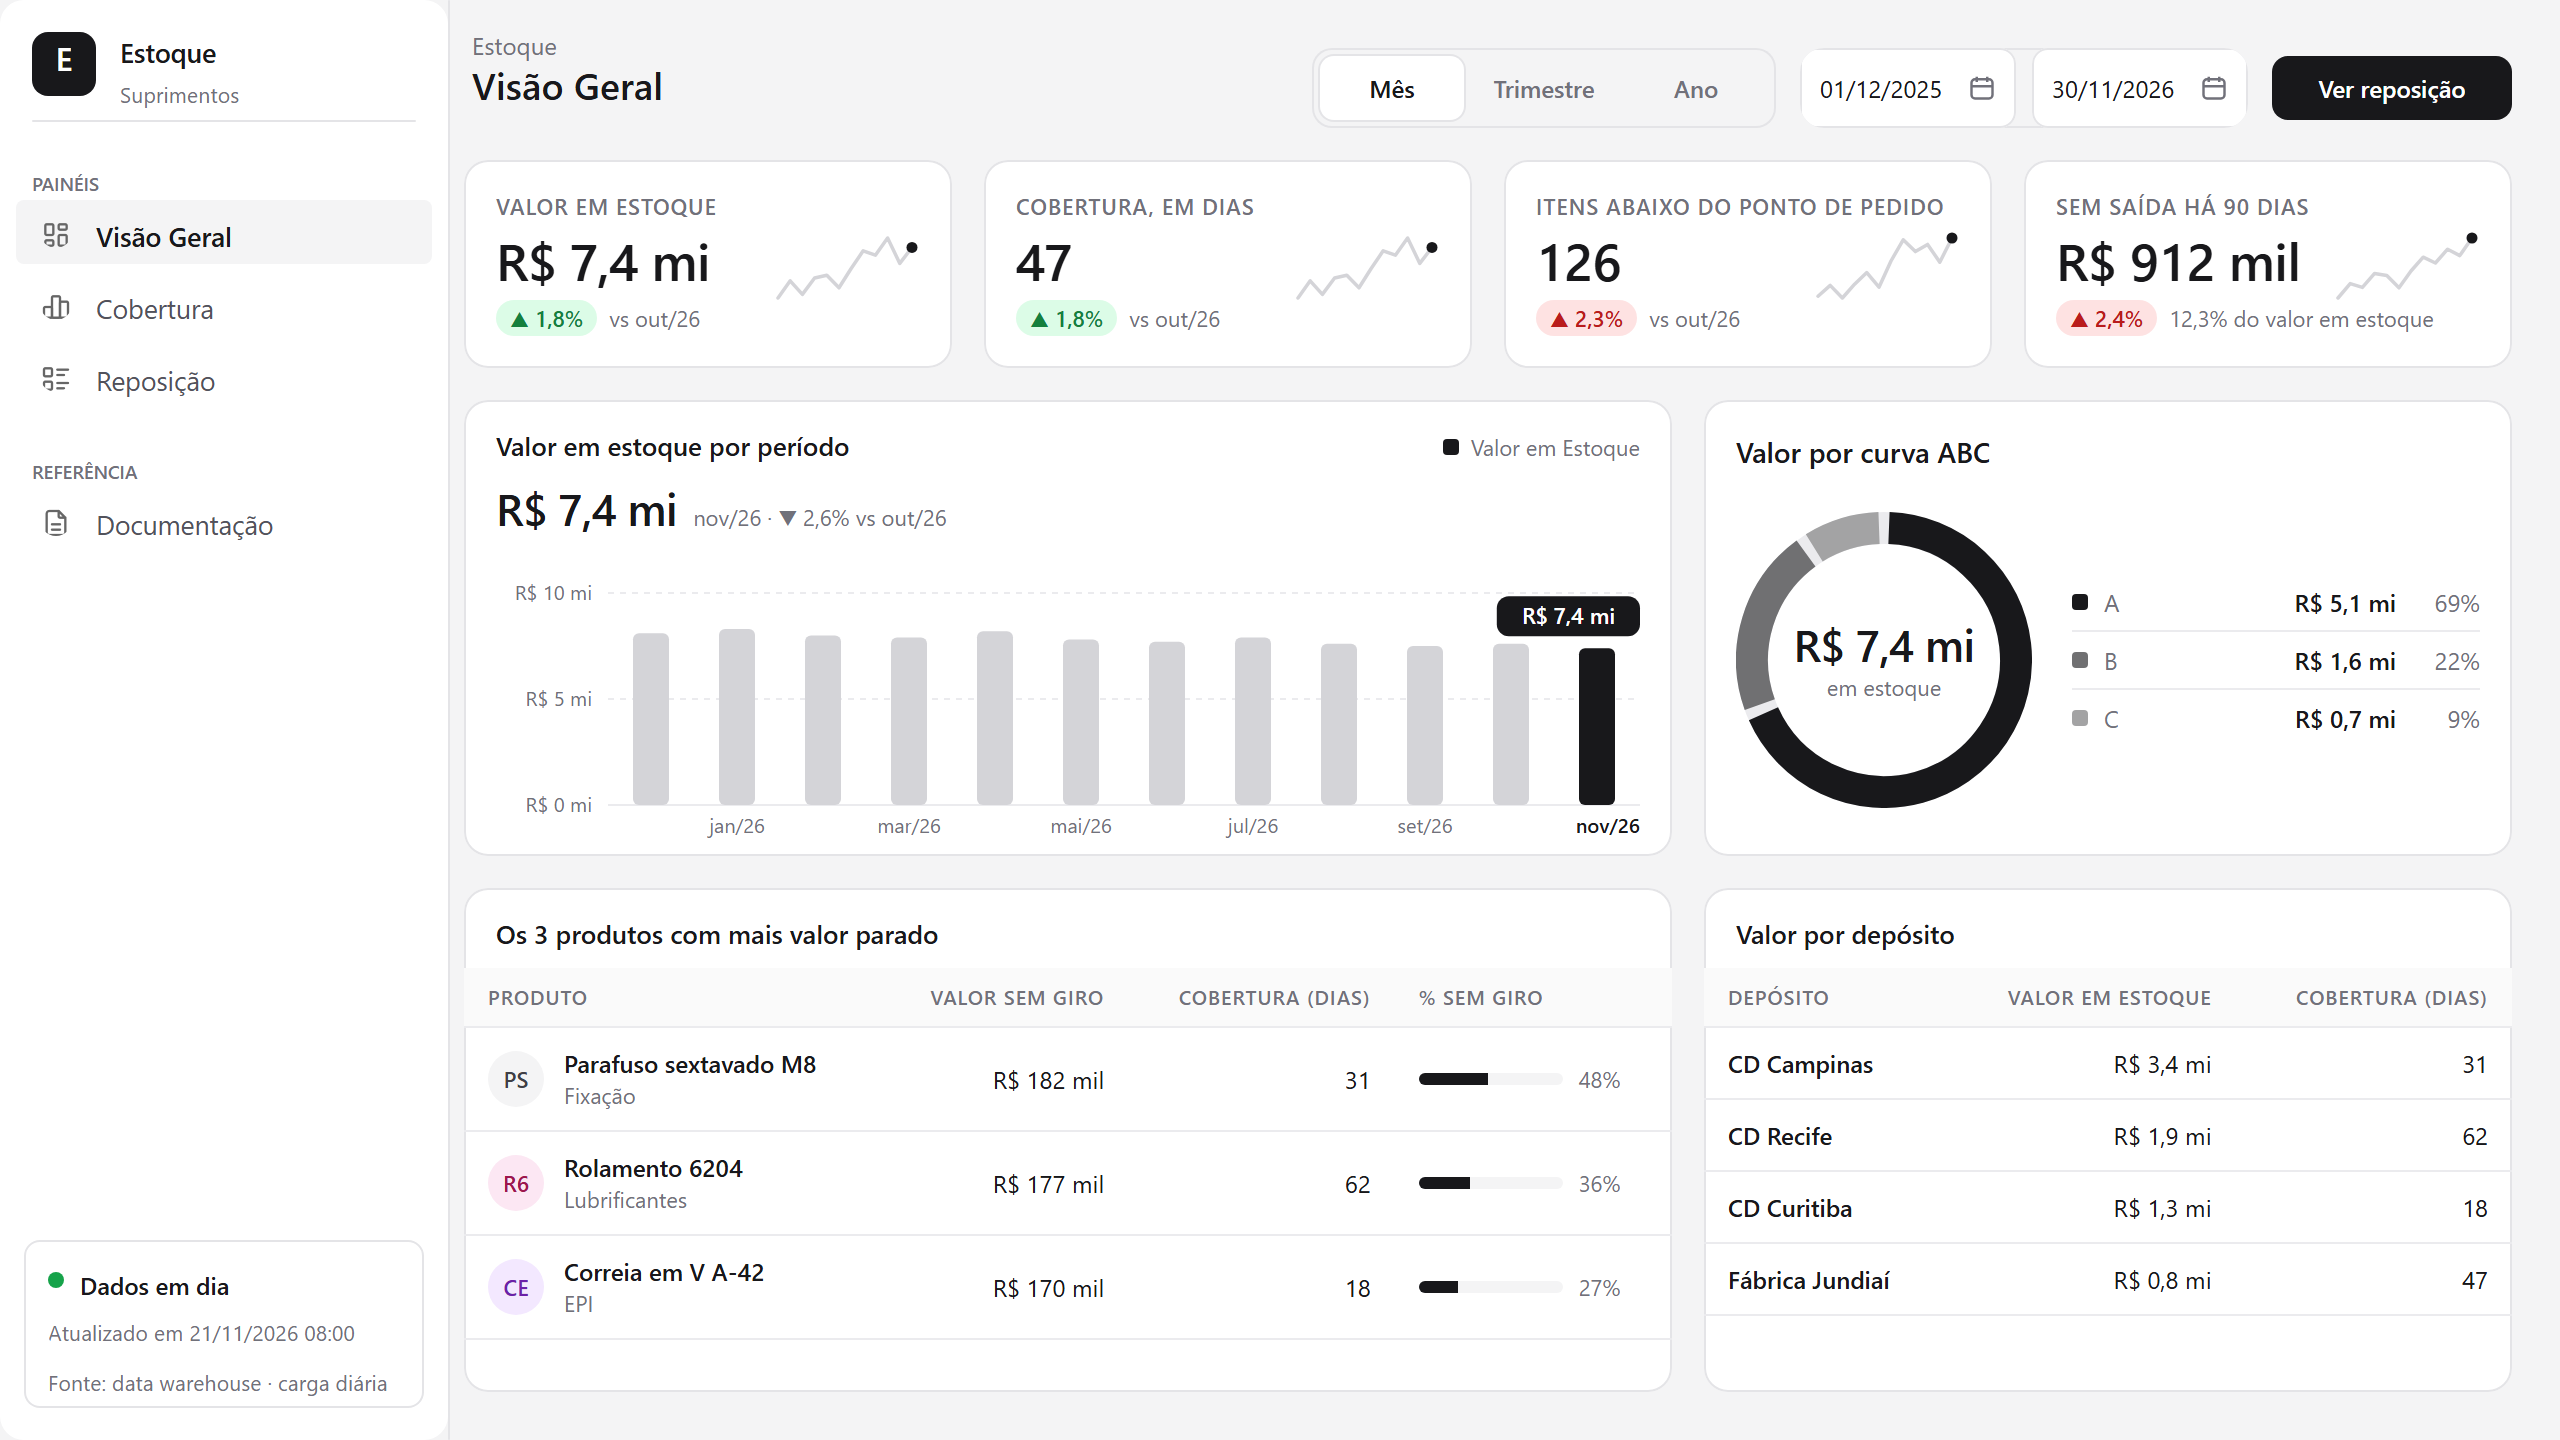 E
Estoque
Suprimentos
PAINÉIS
Visão Geral
Cobertura
Reposição
REFERÊNCIA
Documentação
Dados em dia
Atualizado em 21/11/2026 08:00
Fonte: data warehouse · carga diária
Estoque
Visão Geral
Mês Trimestre Ano
01/12/2025
30/11/2026
Ver reposição
VALOR EM ESTOQUE
R$ 7,4 mi
▲ 1,8% vs out/26
COBERTURA, EM DIAS
47
▲ 1,8% vs out/26
ITENS ABAIXO DO PONTO DE PEDIDO
126
▲ 2,3% vs out/26
SEM SAÍDA HÁ 90 DIAS
R$ 912 mil
▲ 2,4% 12,3% do valor em estoque
Valor em estoque por período
Valor em Estoque
R$ 7,4 mi nov/26 · ▼ 2,6% vs out/26
R$ 10 mi
R$ 7,4 mi
R$ 5 mi
R$ 0 mi
jan/26 mar/26 mai/26 jul/26 set/26 nov/26
Valor por curva ABC
R$ 7,4 mi
em estoque
A R$ 5,1 mi 69%
B R$ 1,6 mi 22%
C R$ 0,7 mi 9%
Os 3 produtos com mais valor parado
PRODUTO VALOR SEM GIRO COBERTURA (DIAS) % SEM GIRO
PS Parafuso sextavado M8 R$ 182 mil 31 48%
Fixação
R6 Rolamento 6204 R$ 177 mil 62 36%
Lubrificantes
CE Correia em V A-42 R$ 170 mil 18 27%
EPI
Valor por depósito
DEPÓSITO VALOR EM ESTOQUE COBERTURA (DIAS)
CD Campinas R$ 3,4 mi 31
CD Recife R$ 1,9 mi 62
CD Curitiba R$ 1,3 mi 18
Fábrica Jundiaí R$ 0,8 mi 47